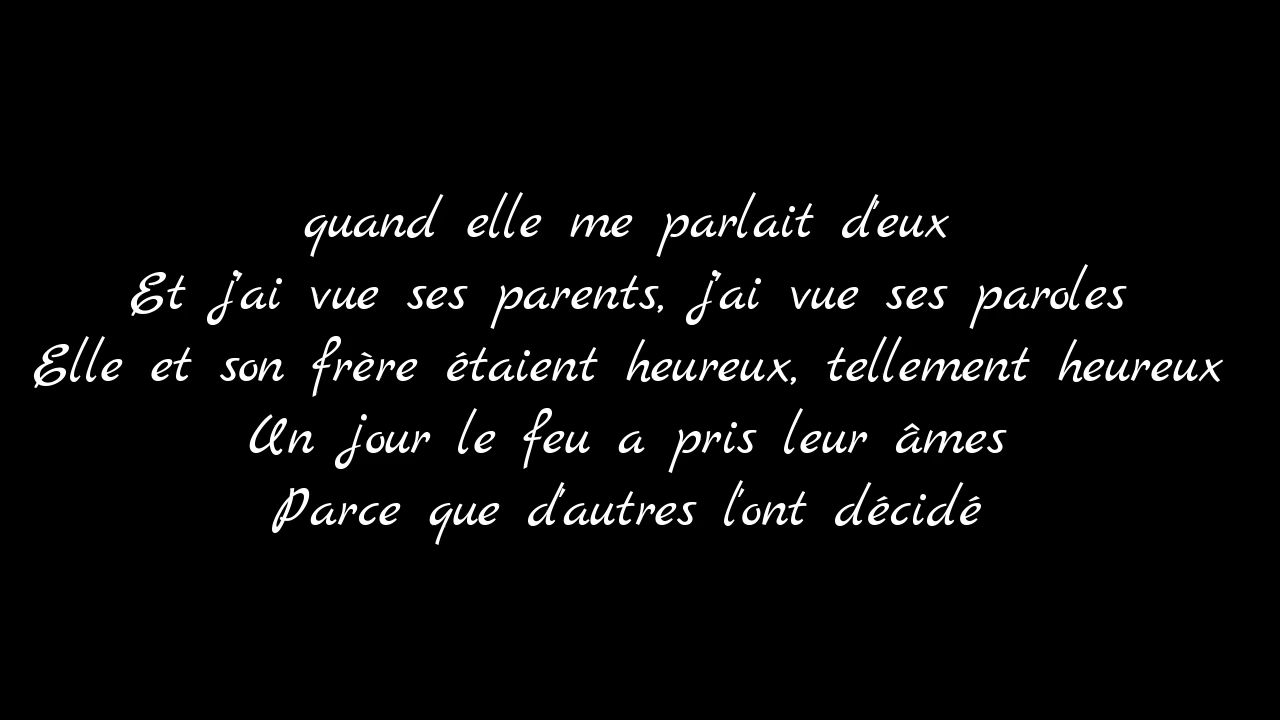 quand elle me parlait d'eux
Et j'ai vue ses parents, j'ai vue ses paroles
Elle et son frère étaient heureux, tellement heureux
Un jour le feu a pris leur âmes
Parce que d'autres l'ont décidé